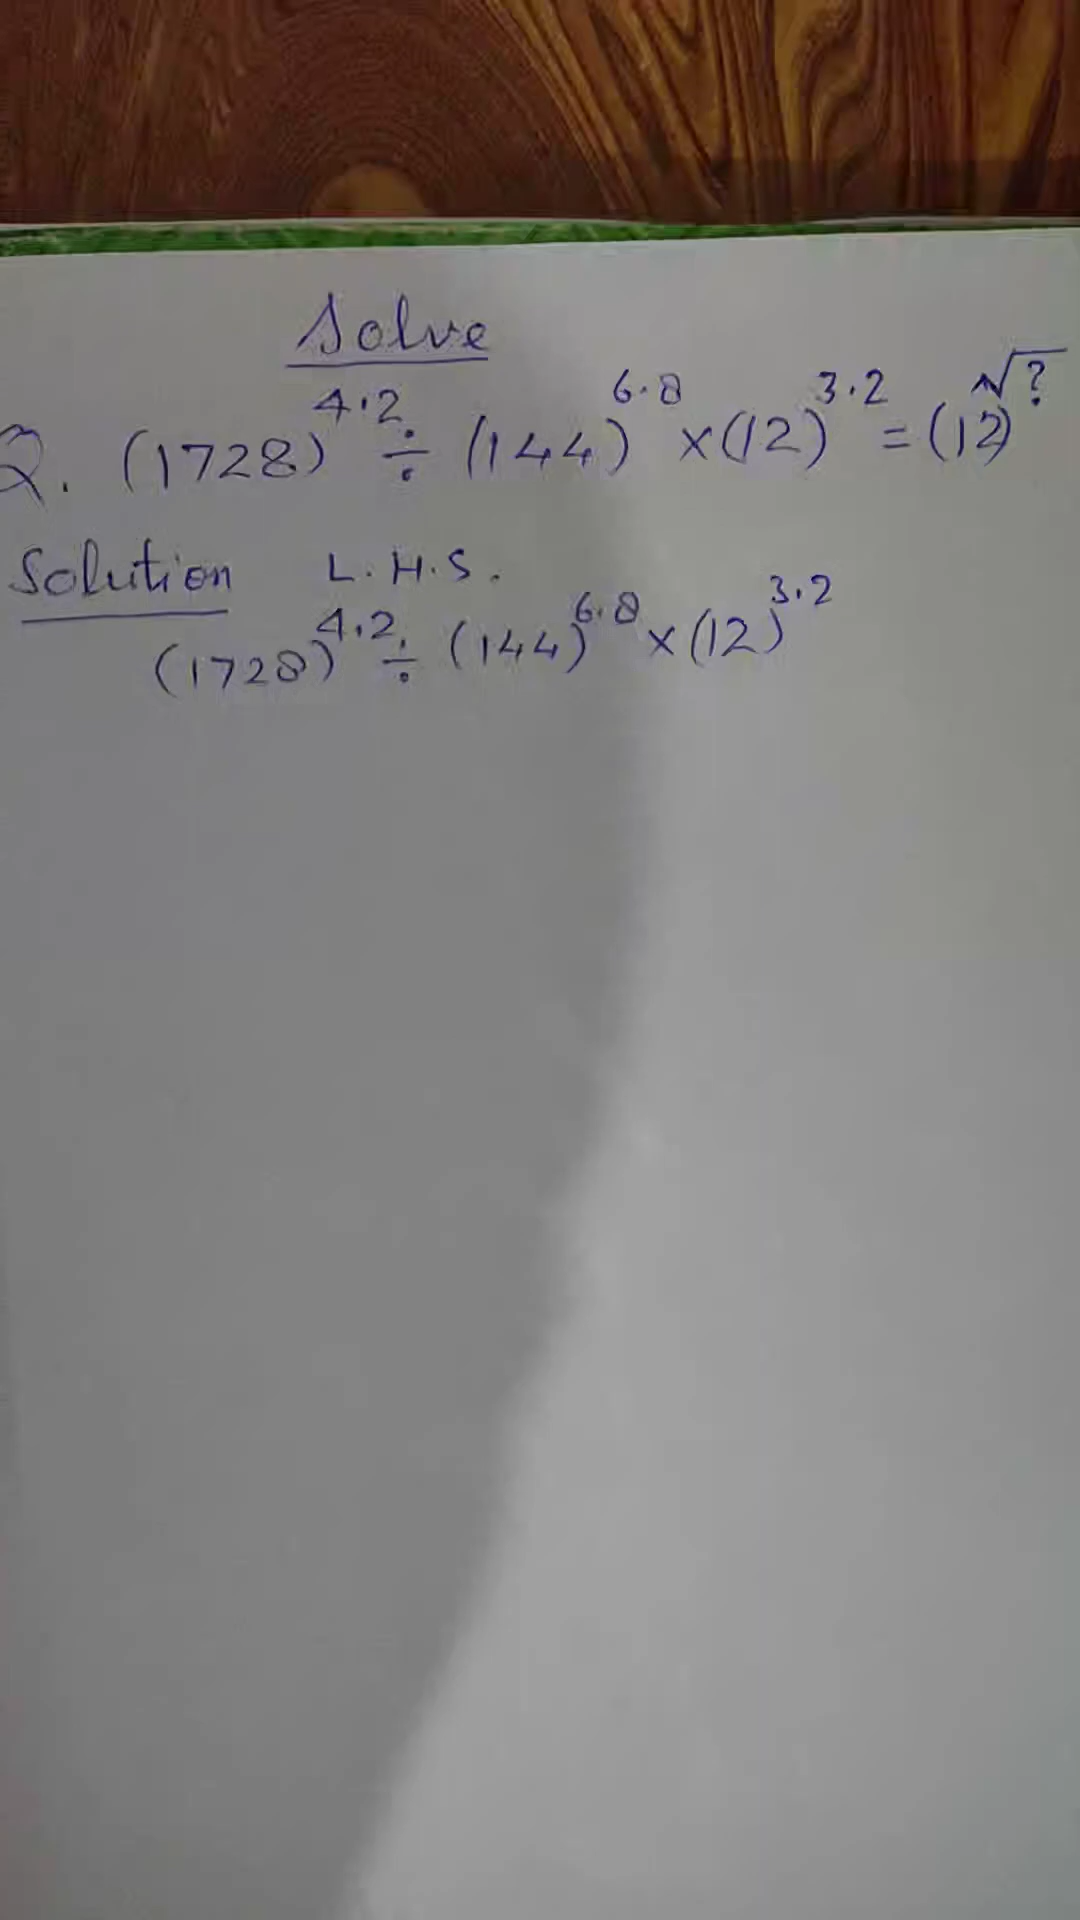 Solve
Q. (1728)^4.2 ÷ (144)^6.8 × (12)^3.2 = (12)^√?
Solution L.H.S.
(1728)^4.2 ÷ (144)^6.8 × (12)^3.2